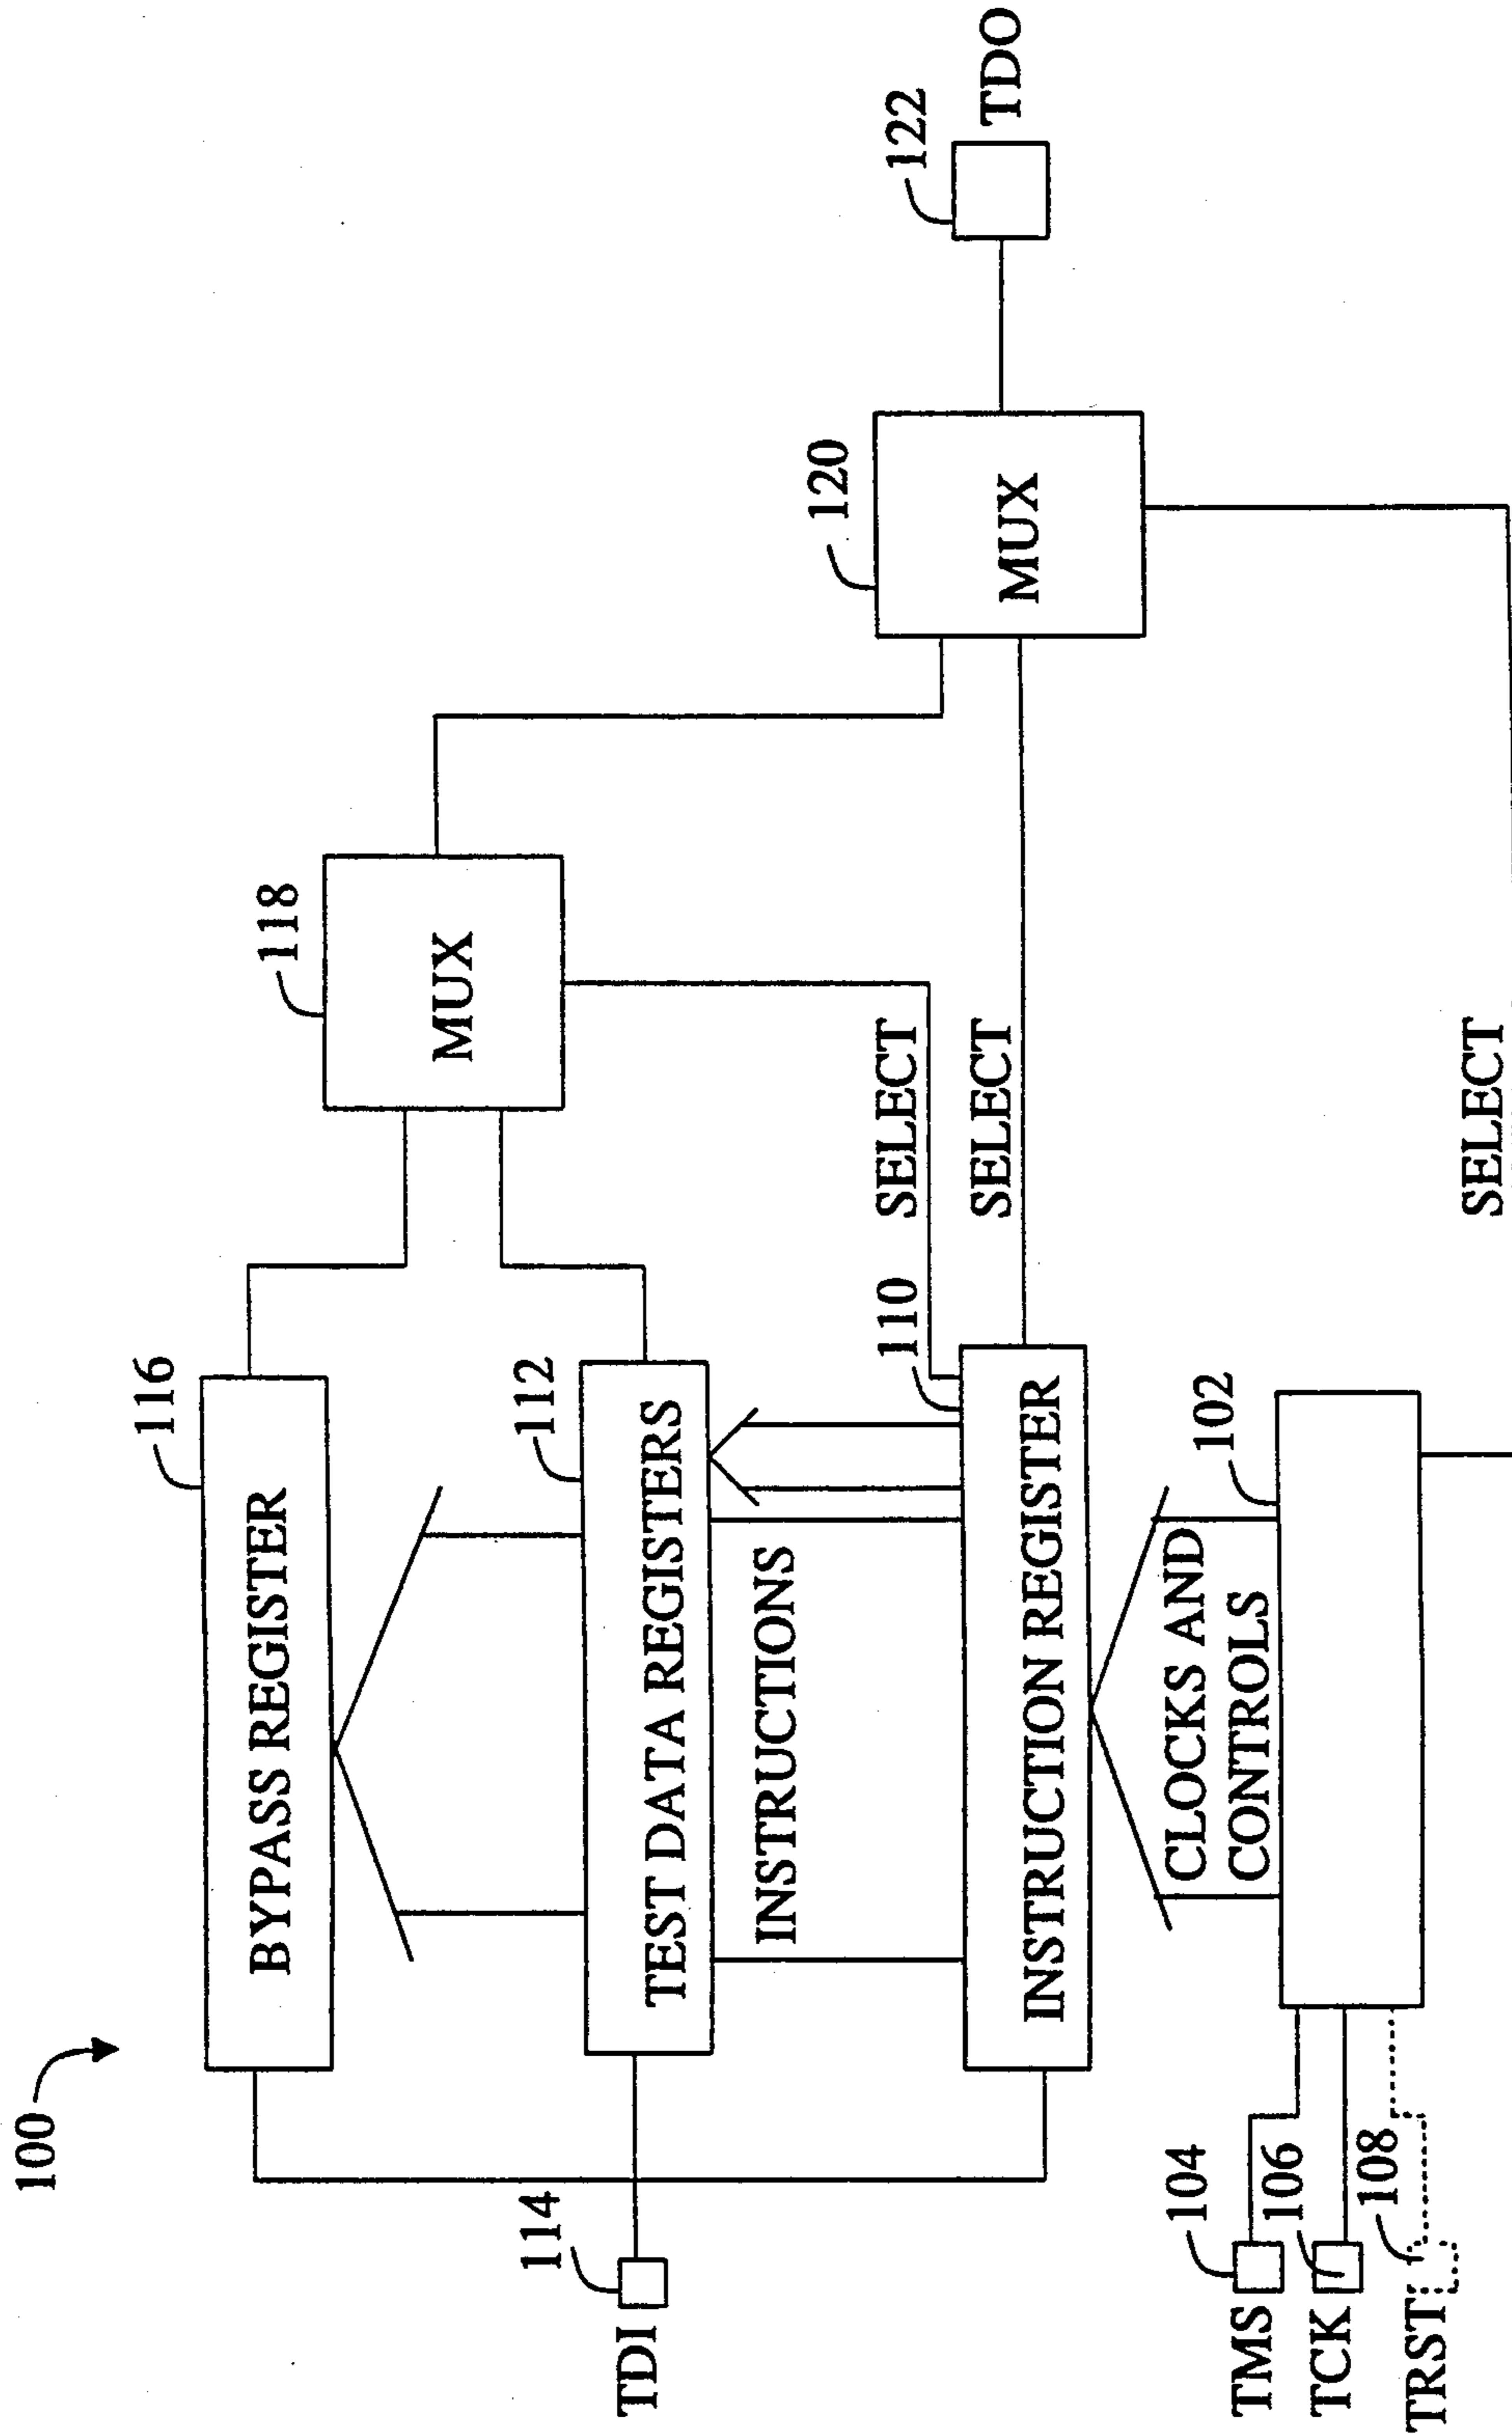 100
116
BYPASS REGISTER
118
MUX
114
TDI
112
TEST DATA REGISTERS
INSTRUCTIONS
110
SELECT
SELECT
INSTRUCTION REGISTER
120
MUX
122
TDO
CLOCKS AND
CONTROLS
102
104
TMS
106
TCK
108
TRST
SELECT